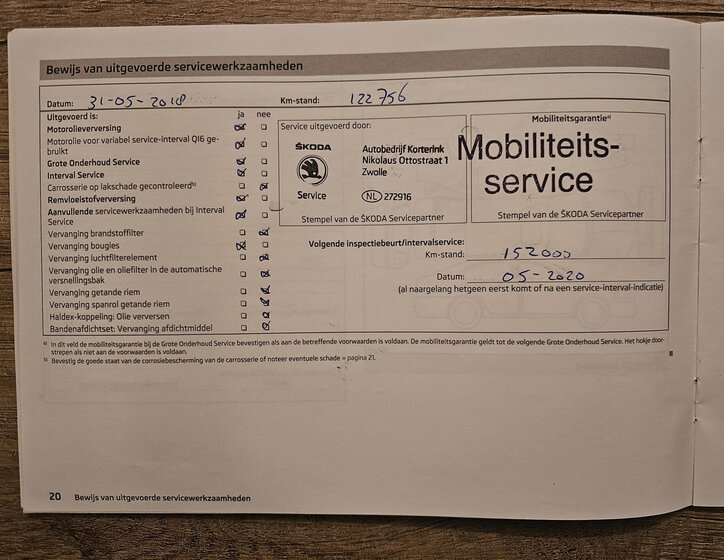 Bewijs van uitgevoerde servicewerkzaamheden
Datum: 31-05-2018 Km-stand: 122756
Uitgevoerd is: ja nee
Motorolieverversing
Motorolie voor variabel service-interval QI6 ge-
bruikt
Grote Onderhoud Service
Interval Service
Carrosserie op lakschade gecontroleerd b)
Remvloeistofverversing
Aanvullende servicewerkzaamheden bij Interval
Service
Vervanging brandstoffilter
Vervanging bougies
Vervanging luchtfilterelement
Vervanging olie en oliefilter in de automatische
versnellingsbak
Vervanging getande riem
Vervanging spanrol getande riem
Haldex-koppeling: Olie verversen
Bandenafdichtset: Vervanging afdichtmiddel
Service uitgevoerd door:
ŠKODA
Service
Autobedrijf Korterink
Nikolaus Ottostraat 1
Zwolle
NL 272916
Stempel van de ŠKODA Servicepartner
Mobiliteitsgarantie a)
Mobiliteits-
service
Stempel van de ŠKODA Servicepartner
Volgende inspectiebeurt/intervalservice:
Km-stand: 152000
Datum: 05-2020
(al naargelang hetgeen eerst komt of na een service-interval-indicatie)
a) In dit veld de mobiliteitsgarantie bij de Grote Onderhoud Service bevestigen als aan de betreffende voorwaarden is voldaan. De mobiliteitsgarantie geldt tot de volgende Grote Onderhoud Service. Het hokje door-
strepen als niet aan de voorwaarden is voldaan.
b) Bevestig de goede staat van de corrosiebescherming van de carrosserie of noteer eventuele schade » pagina 21.
20 Bewijs van uitgevoerde servicewerkzaamheden